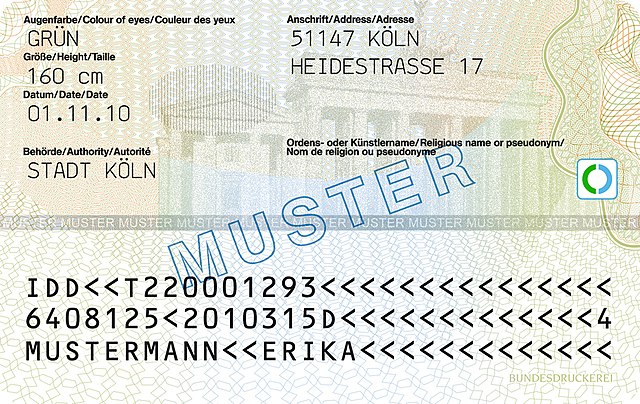 Augenfarbe/Colour of eyes/Couleur des yeux
GRÜN
Größe/Height/Taille
160 cm
Datum/Date/Date
01.11.10
Behörde/Authority/Autorité
STADT KÖLN
Anschrift/Address/Adresse
51147 KÖLN
HEIDESTRASSE 17
Ordens- oder Künstlername/Religious name or pseudonym/
Nom de religion ou pseudonyme
MUSTER
MUSTER MUSTER MUSTER MUSTER MUSTER MUSTER MUSTER MUSTER MUSTER MUSTER MUSTER
IDD<<T220001293<<<<<<<<<<<<<<<
6408125<2010315D<<<<<<<<<<<<<4
MUSTERMANN<<ERIKA<<<<<<<<<<<<<
BUNDESDRUCKEREI